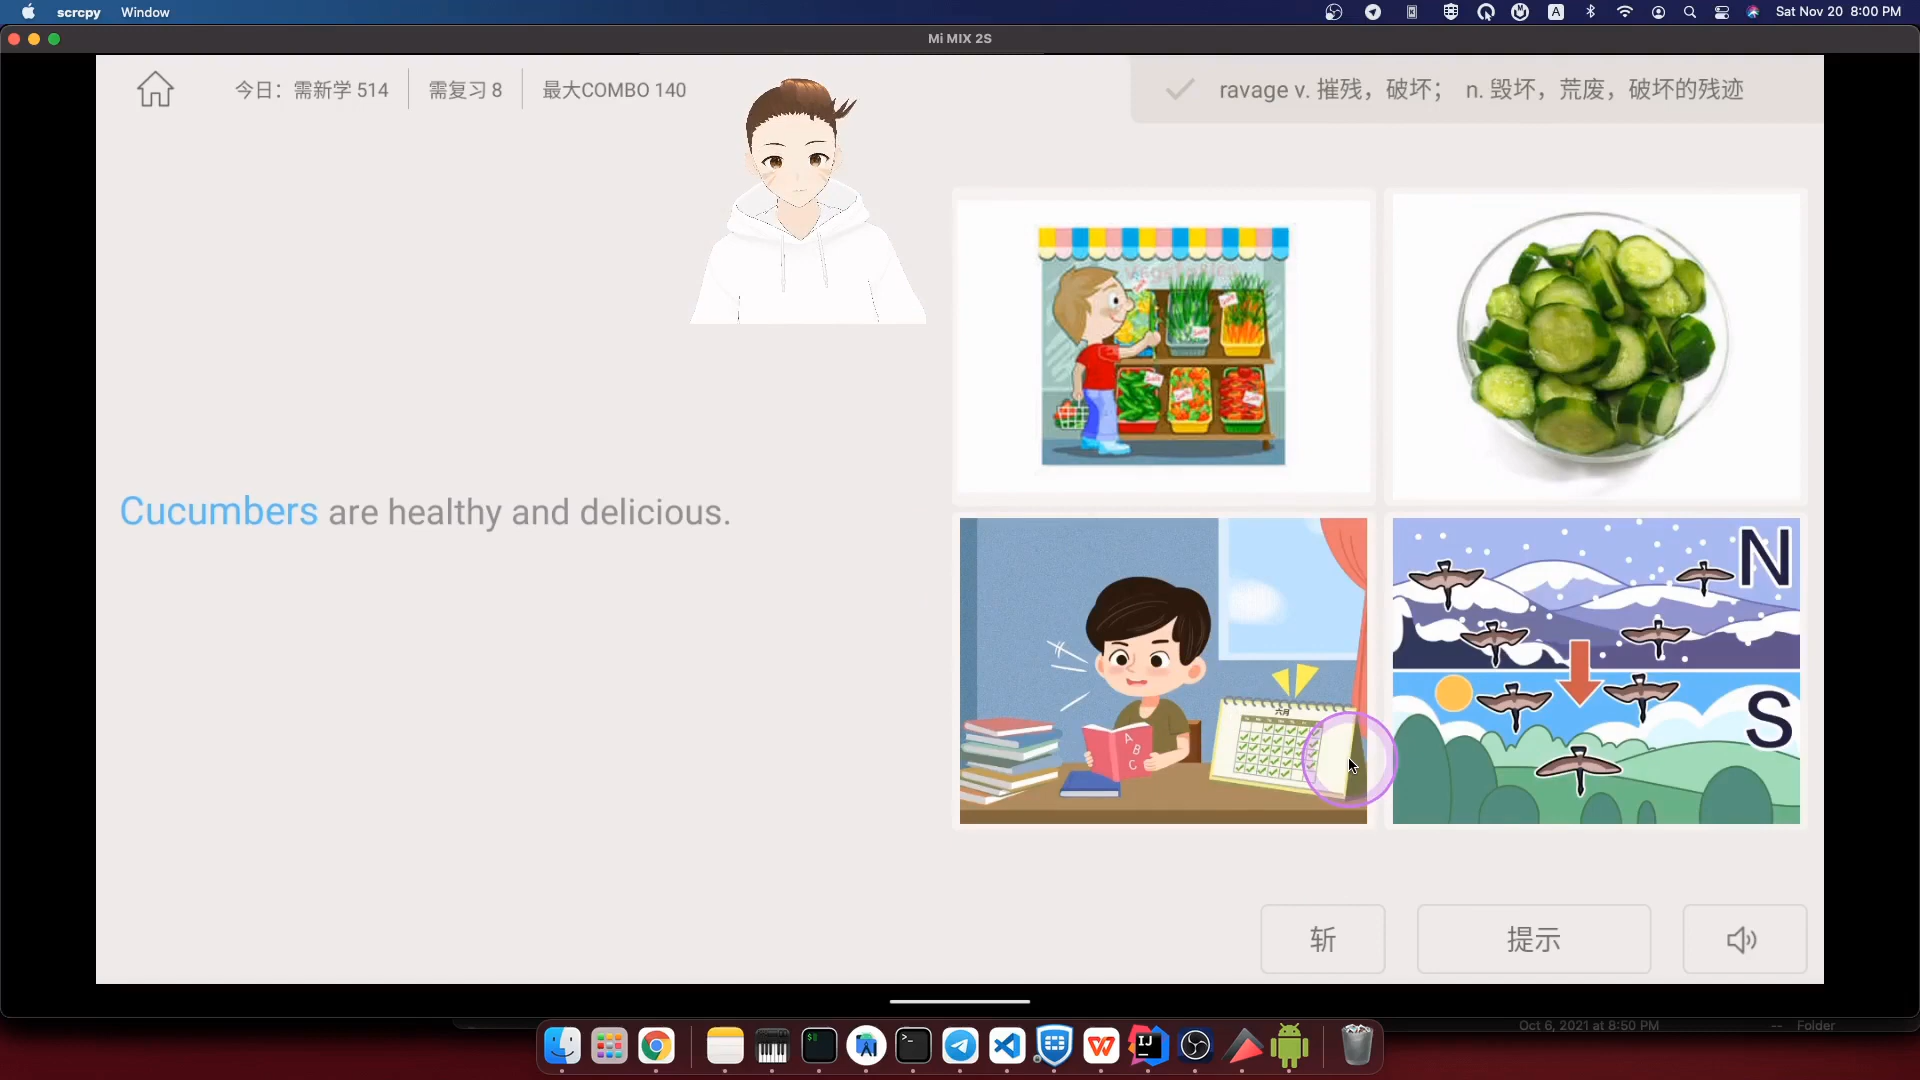 scrcpy Window
A Sat Nov 20 8:00 PM
Mi MIX 2S
今日：需新学 514 需复习 8 最大COMBO 140
ravage v. 摧残，破坏； n. 毁坏，荒废，破坏的残迹
Cucumbers are healthy and delicious.
N
六月
A
B
C
S
斩 提示
Oct 6, 2021 at 8:50 PM -- Folder
IJ